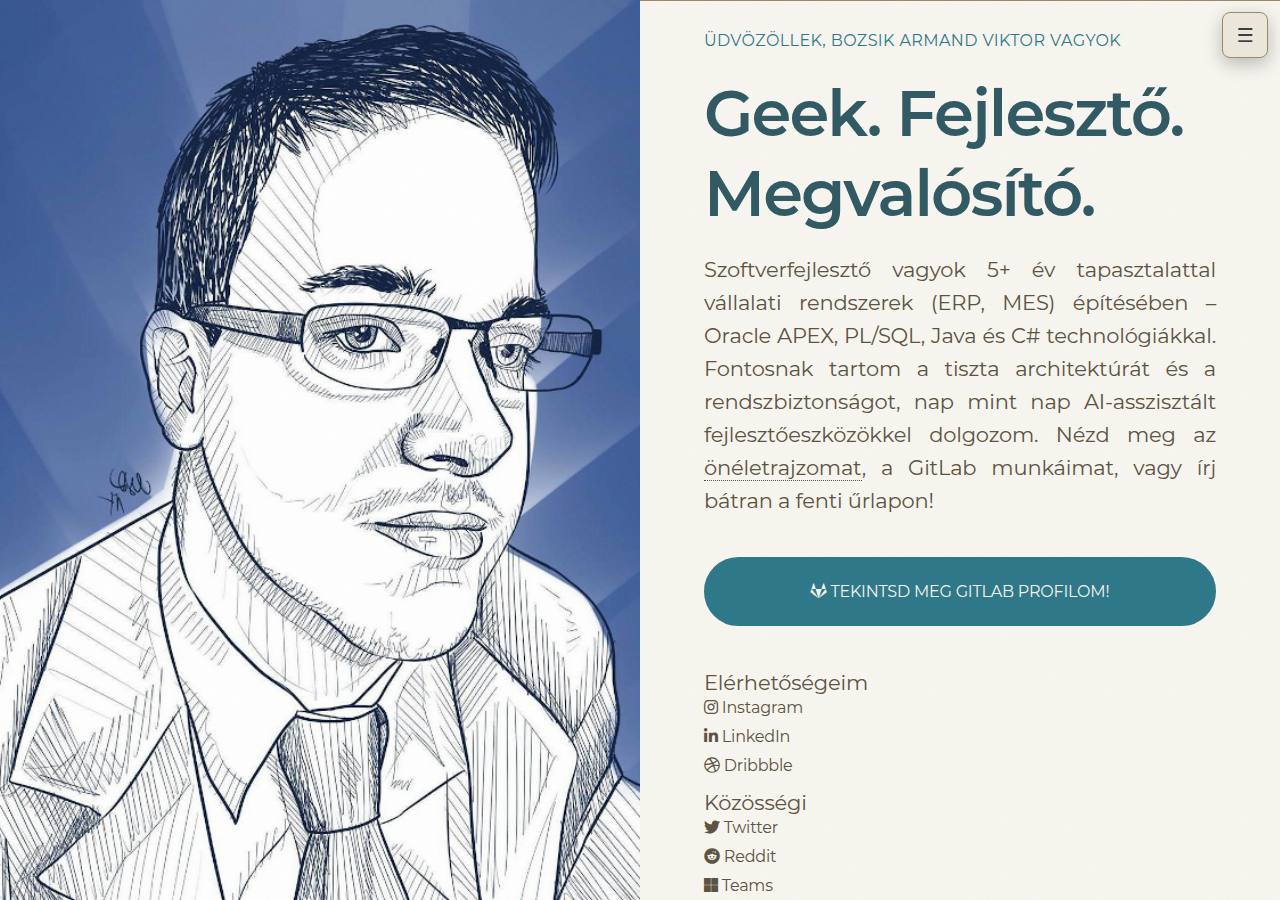 ÜDVÖZÖLLEK, BOZSIK ARMAND VIKTOR VAGYOK
☰
Geek. Fejlesztő.
Megvalósító.
Szoftverfejlesztő vagyok 5+ év tapasztalattal
vállalati rendszerek (ERP, MES) építésében –
Oracle APEX, PL/SQL, Java és C# technológiákkal.
Fontosnak tartom a tiszta architektúrát és a
rendszbiztonságot, nap mint nap AI-asszisztált
fejlesztőeszközökkel dolgozom. Nézd meg az
önéletrajzomat, a GitLab munkáimat, vagy írj
bátran a fenti űrlapon!
TEKINTSD MEG GITLAB PROFILOM!
Elérhetőségeim
Instagram
LinkedIn
Dribbble
Közösségi
Twitter
Reddit
Teams